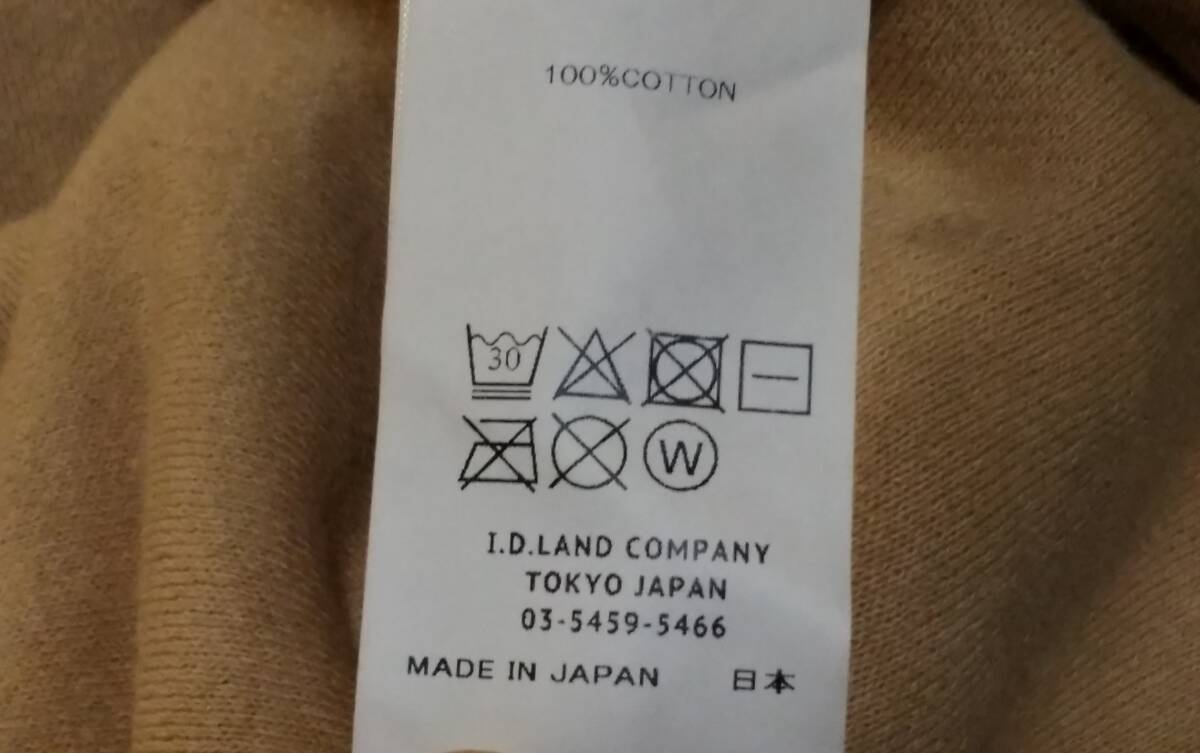 100%COTTON
30
W
I.D.LAND COMPANY
TOKYO JAPAN
03-5459-5466
MADE IN JAPAN 日本